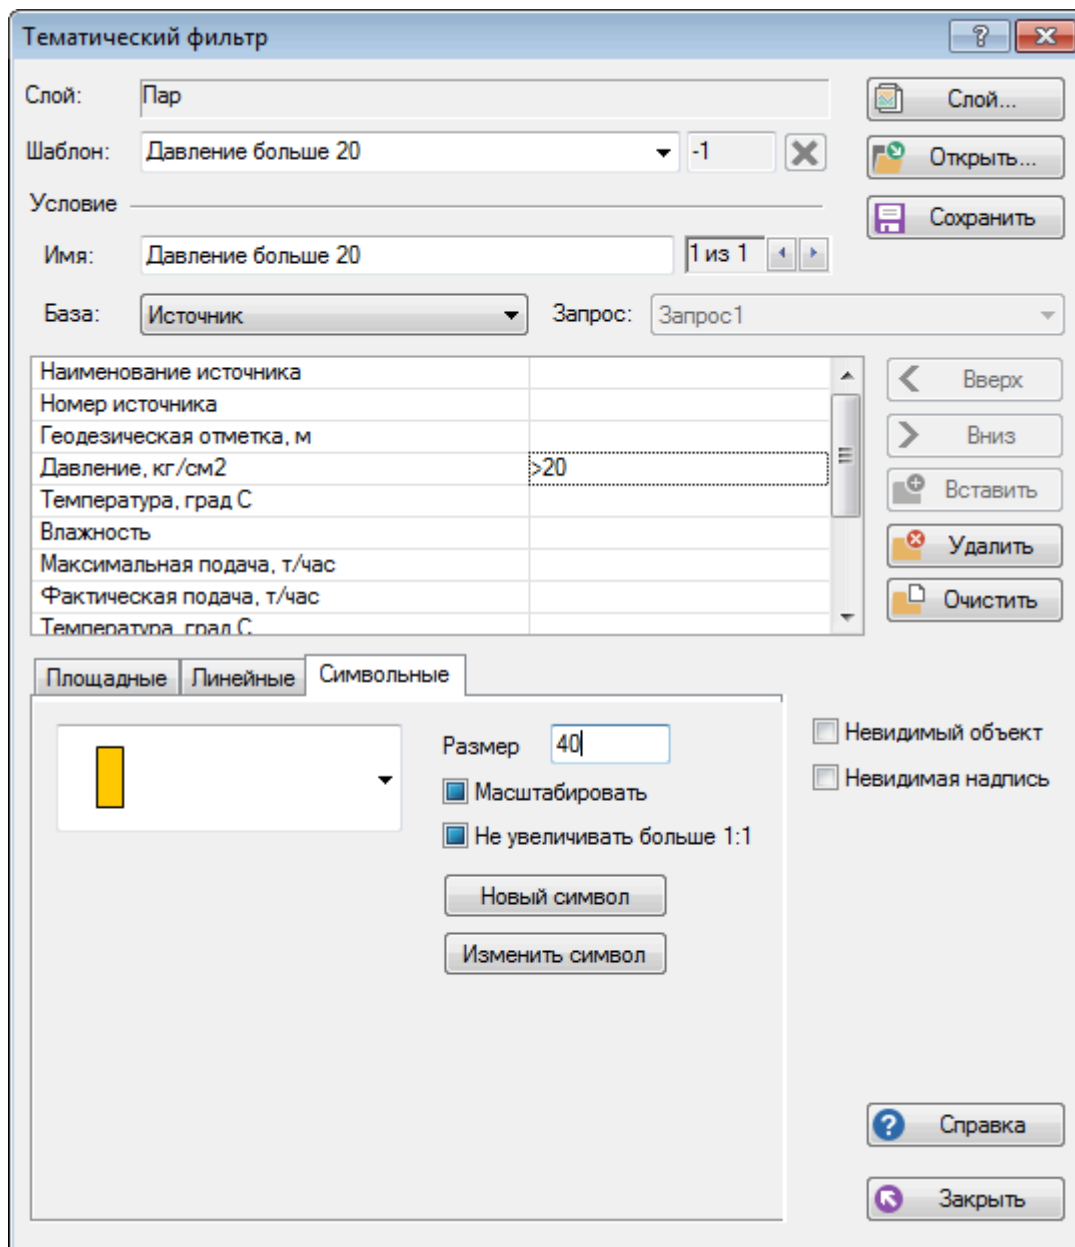 Тематический фильтр
Слой: Пар Слой...
Шаблон: Давление больше 20 -1 Открыть...
Условие Сохранить
Имя: Давление больше 20 1 из 1
База: Источник Запрос: Запрос1
Наименование источника Вверх
Номер источника
Геодезическая отметка, м Вниз
Давление, кг/см2 >20
Температура, град С Вставить
Влажность
Максимальная подача, т/час Удалить
Фактическая подача, т/час Очистить
Температура, град С
Площадные Линейные Символьные
Размер 40 Невидимый объект
Масштабировать Невидимая надпись
Не увеличивать больше 1:1
Новый символ
Изменить символ
Справка
Закрыть